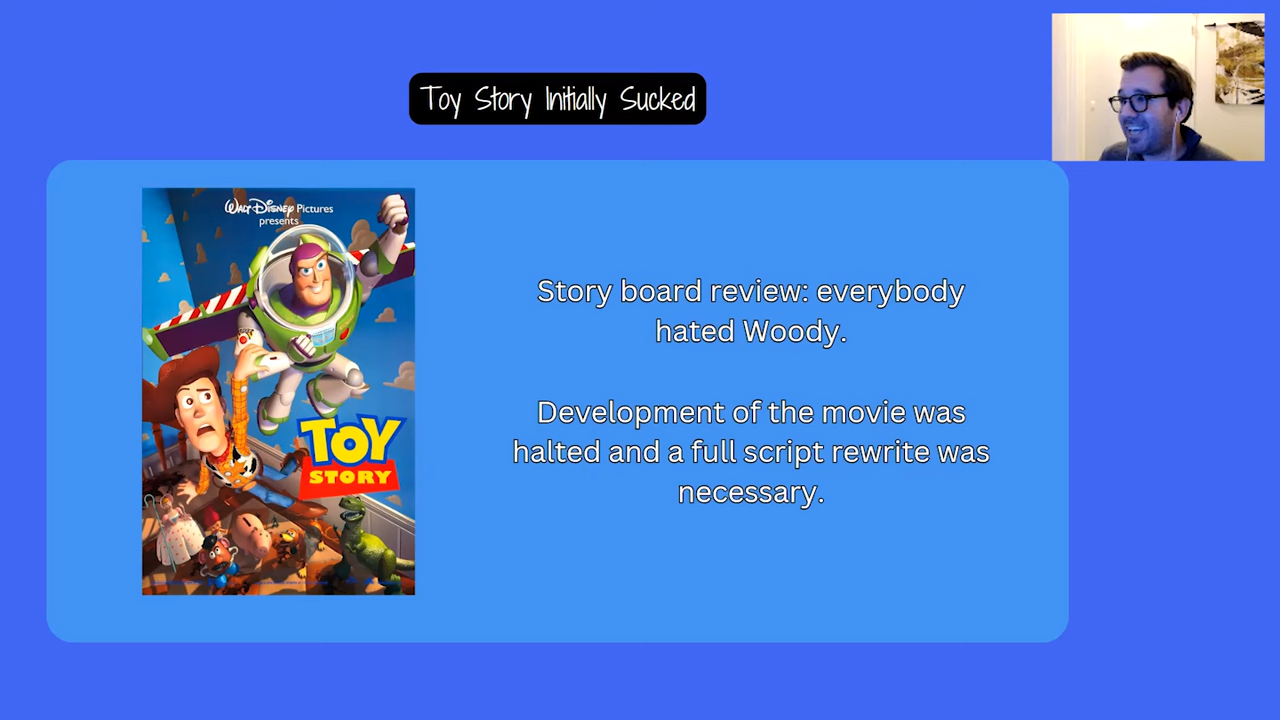 Toy Story Initially Sucked
WALT DISNEY Pictures
presents
TOY
STORY
Story board review: everybody
hated Woody.
Development of the movie was
halted and a full script rewrite was
necessary.